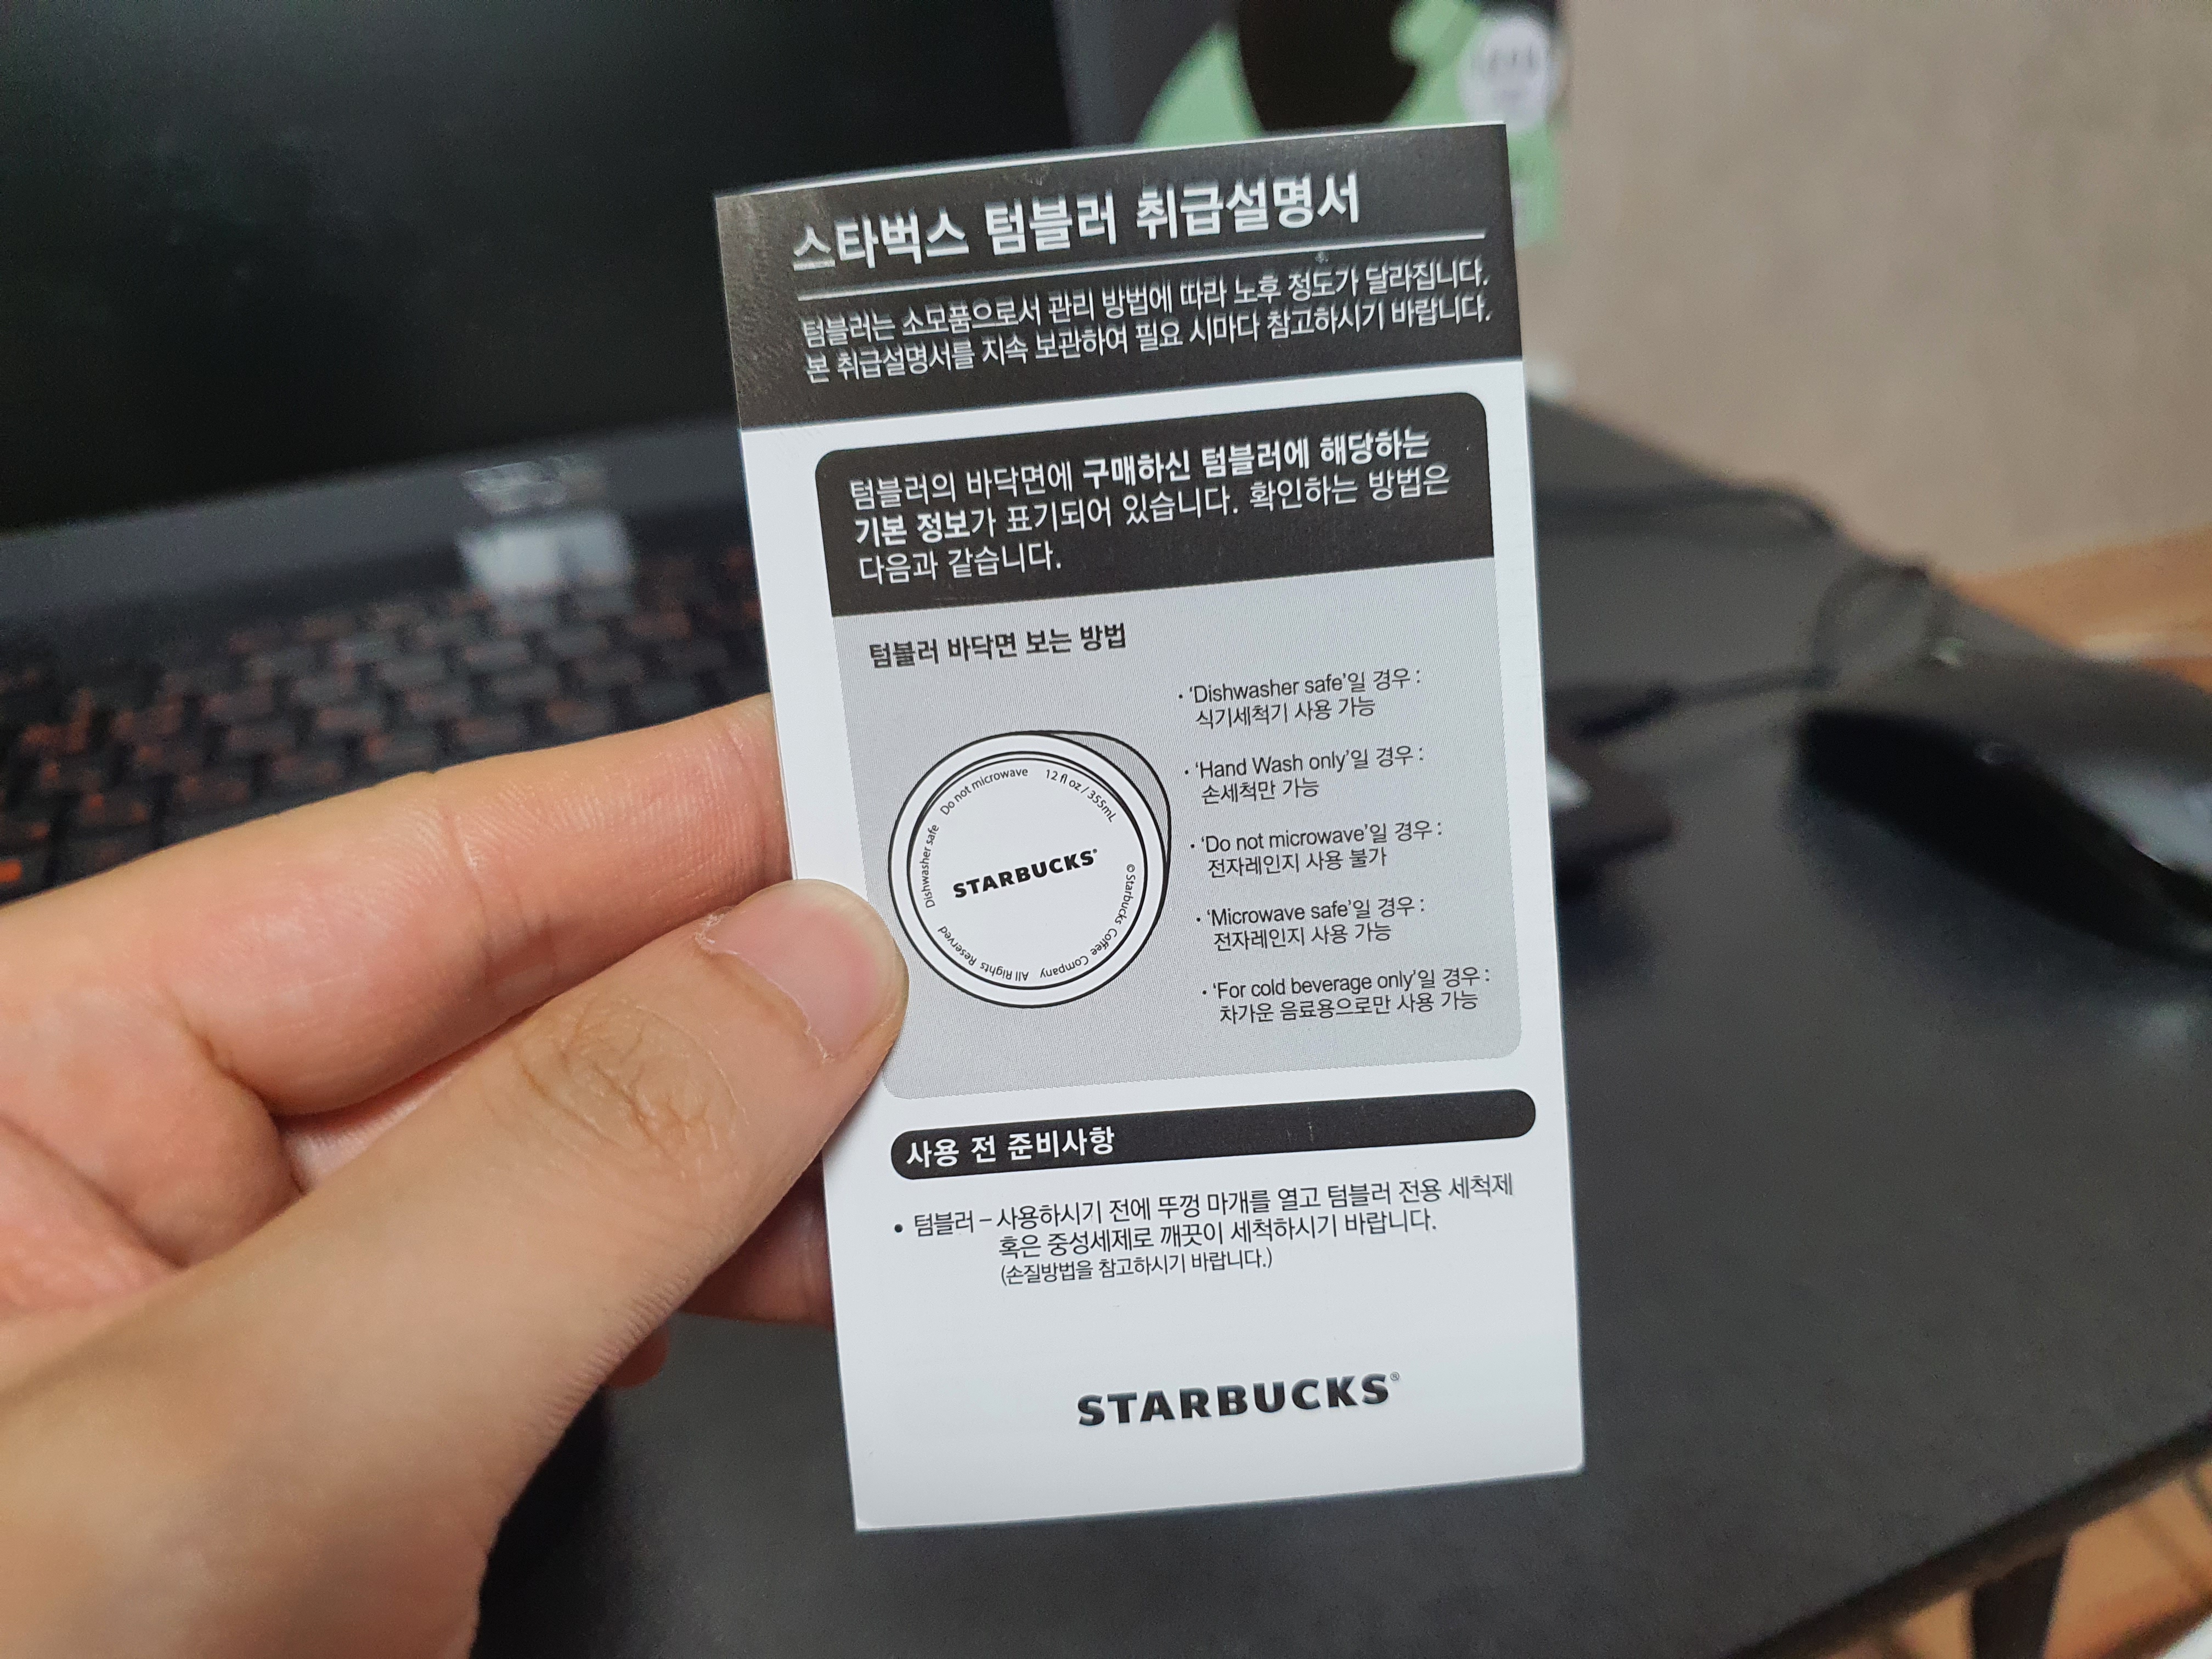 스타벅스 텀블러 취급설명서
텀블러는 소모품으로서 관리 방법에 따라 노후 정도가 달라집니다.
본 취급설명서를 지속 보관하여 필요 시마다 참고하시기 바랍니다.
텀블러의 바닥면에 구매하신 텀블러에 해당하는
기본 정보가 표기되어 있습니다. 확인하는 방법은
다음과 같습니다.
텀블러 바닥면 보는 방법
Dishwasher safe Do not microwave 12 fl oz / 355mL
STARBUCKS®
© Starbucks Coffee Company All Rights Reserved
· ‘Dishwasher safe’일 경우 :
식기세척기 사용 가능
· ‘Hand Wash only’일 경우 :
손세척만 가능
· ‘Do not microwave’일 경우 :
전자레인지 사용 불가
· ‘Microwave safe’일 경우 :
전자레인지 사용 가능
· ‘For cold beverage only’일 경우 :
차가운 음료용으로만 사용 가능
사용 전 준비사항
• 텀블러 – 사용하시기 전에 뚜껑 마개를 열고 텀블러 전용 세척제
혹은 중성세제로 깨끗이 세척하시기 바랍니다.
(손질방법을 참고하시기 바랍니다.)
STARBUCKS®